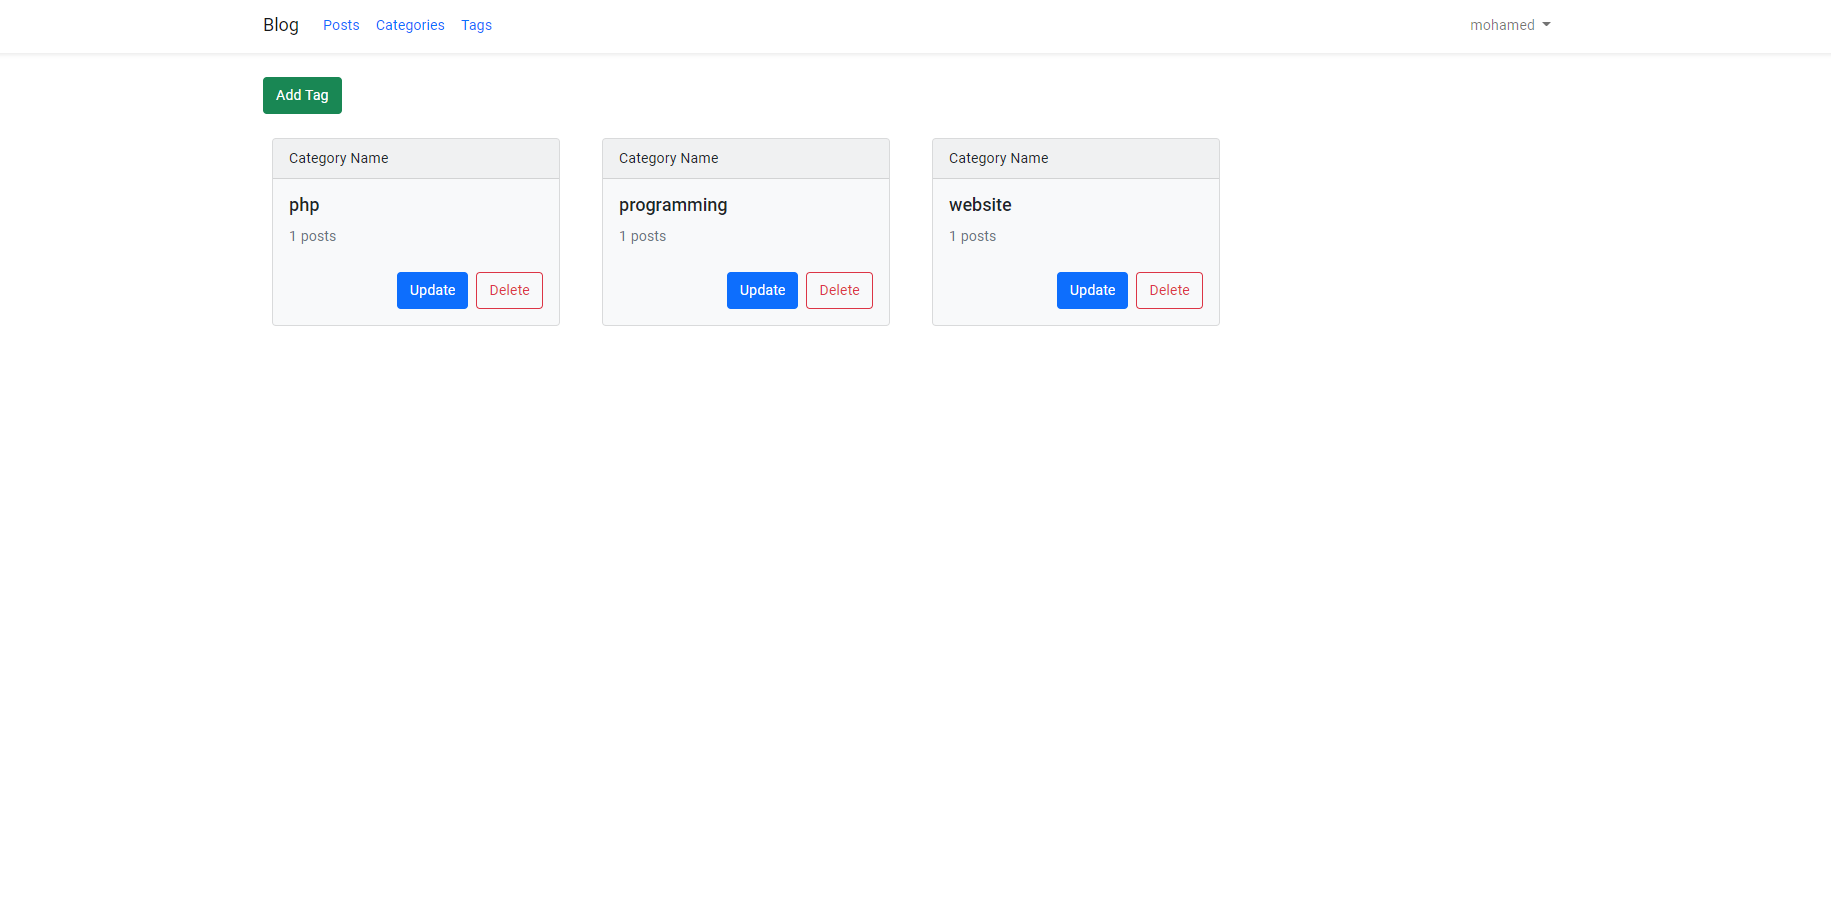 Blog Posts Categories Tags mohamed
Add Tag
Category Name
php
1 posts
Update Delete
Category Name
programming
1 posts
Update Delete
Category Name
website
1 posts
Update Delete